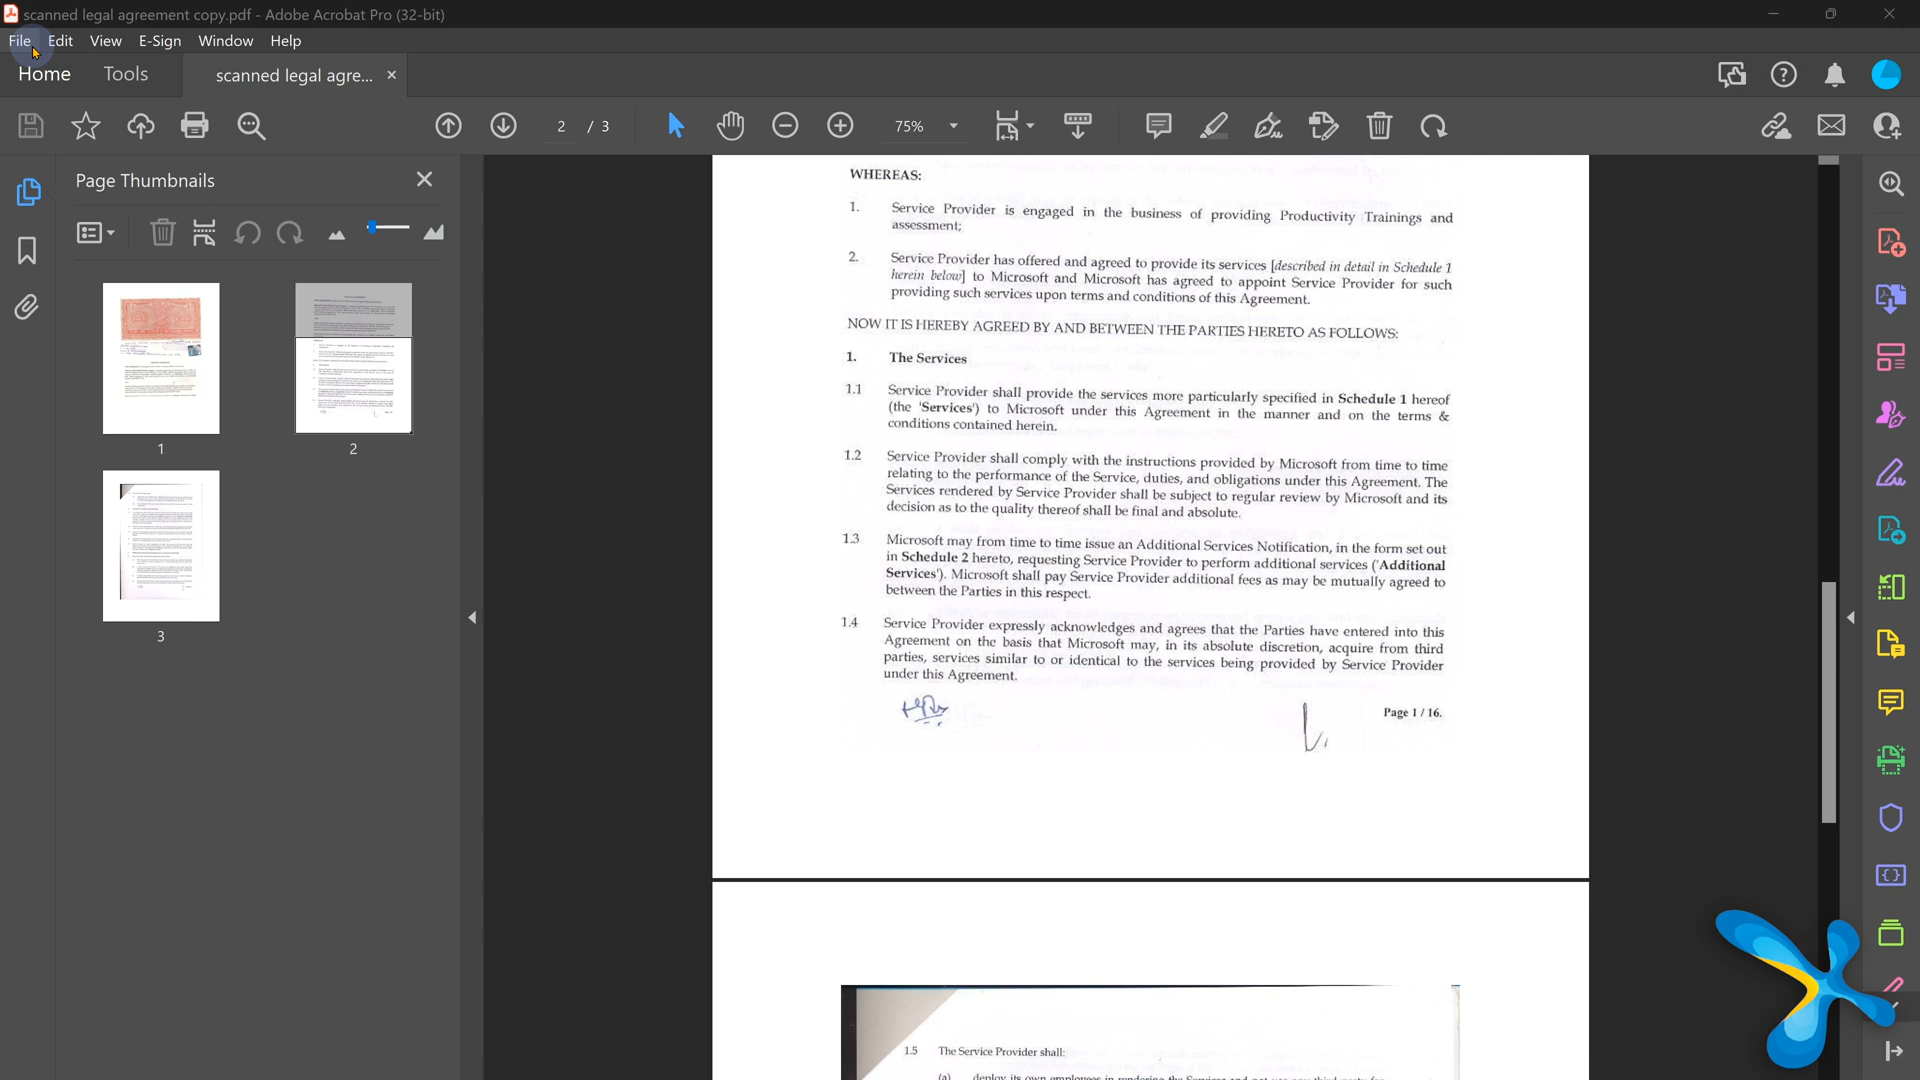 scanned legal agreement copy.pdf - Adobe Acrobat Pro (32-bit)
File Edit View E-Sign Window Help
Home Tools scanned legal agre...
2 / 3 75%
Page Thumbnails
1 2
3
WHEREAS:
1. Service Provider is engaged in the business of providing Productivity Trainings and
assessment;
2. Service Provider has offered and agreed to provide its services [described in detail in Schedule 1
herein below] to Microsoft and Microsoft has agreed to appoint Service Provider for such
providing such services upon terms and conditions of this Agreement.
NOW IT IS HEREBY AGREED BY AND BETWEEN THE PARTIES HERETO AS FOLLOWS:
1. The Services
1.1 Service Provider shall provide the services more particularly specified in Schedule 1 hereof
(the 'Services') to Microsoft under this Agreement in the manner and on the terms &
conditions contained herein.
1.2 Service Provider shall comply with the instructions provided by Microsoft from time to time
relating to the performance of the Service, duties, and obligations under this Agreement. The
Services rendered by Service Provider shall be subject to regular review by Microsoft and its
decision as to the quality thereof shall be final and absolute.
1.3 Microsoft may from time to time issue an Additional Services Notification, in the form set out
in Schedule 2 hereto, requesting Service Provider to perform additional services ('Additional
Services'). Microsoft shall pay Service Provider additional fees as may be mutually agreed to
between the Parties in this respect.
1.4 Service Provider expressly acknowledges and agrees that the Parties have entered into this
Agreement on the basis that Microsoft may, in its absolute discretion, acquire from third
parties, services similar to or identical to the services being provided by Service Provider
under this Agreement.
Page 1 / 16.
1.5 The Service Provider shall:
(a) deploy its own employees in rendering the Services and not use any third party for